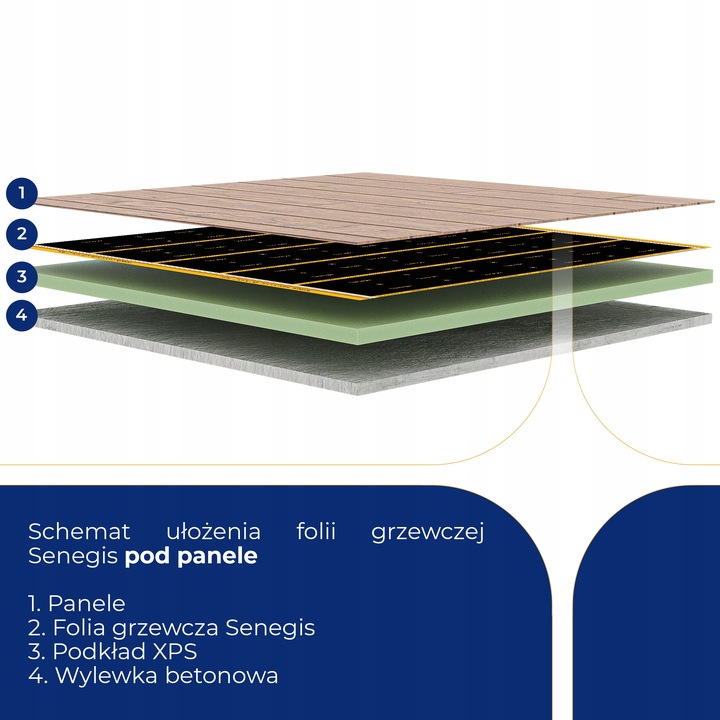 1
2
3
4
Schemat ułożenia folii grzewczej
Senegis pod panele
1. Panele
2. Folia grzewcza Senegis
3. Podkład XPS
4. Wylewka betonowa